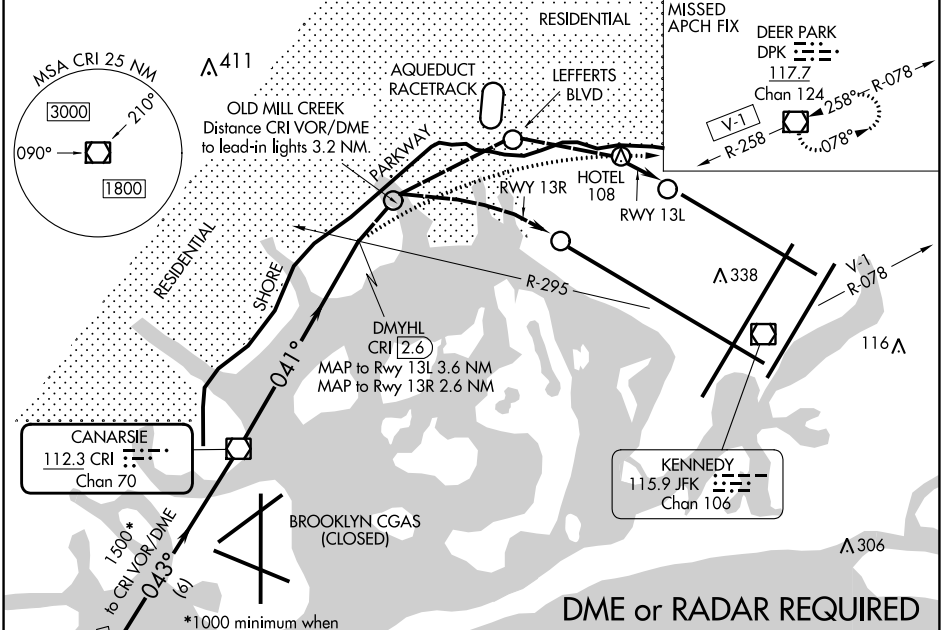 MSA CRI 25 NM
3000
210°
090°
1800
411
RESIDENTIAL
AQUEDUCT
RACETRACK
LEFFERTS
BLVD
OLD MILL CREEK
Distance CRI VOR/DME
to lead-in lights 3.2 NM.
PARKWAY
SHORE
RESIDENTIAL
HOTEL
108
RWY 13R
RWY 13L
MISSED
APCH FIX
DEER PARK
DPK
117.7
Chan 124
V-1
R-258
258°
R-078
078°
R-295
338
V-1
R-078
116
DMYHL
CRI 2.6
MAP to Rwy 13L 3.6 NM
MAP to Rwy 13R 2.6 NM
041°
CANARSIE
112.3 CRI
Chan 70
KENNEDY
115.9 JFK
Chan 106
BROOKLYN CGAS
(CLOSED)
1500*
to CRI VOR/DME
043°
(6)
306
*1000 minimum when
DME or RADAR REQUIRED